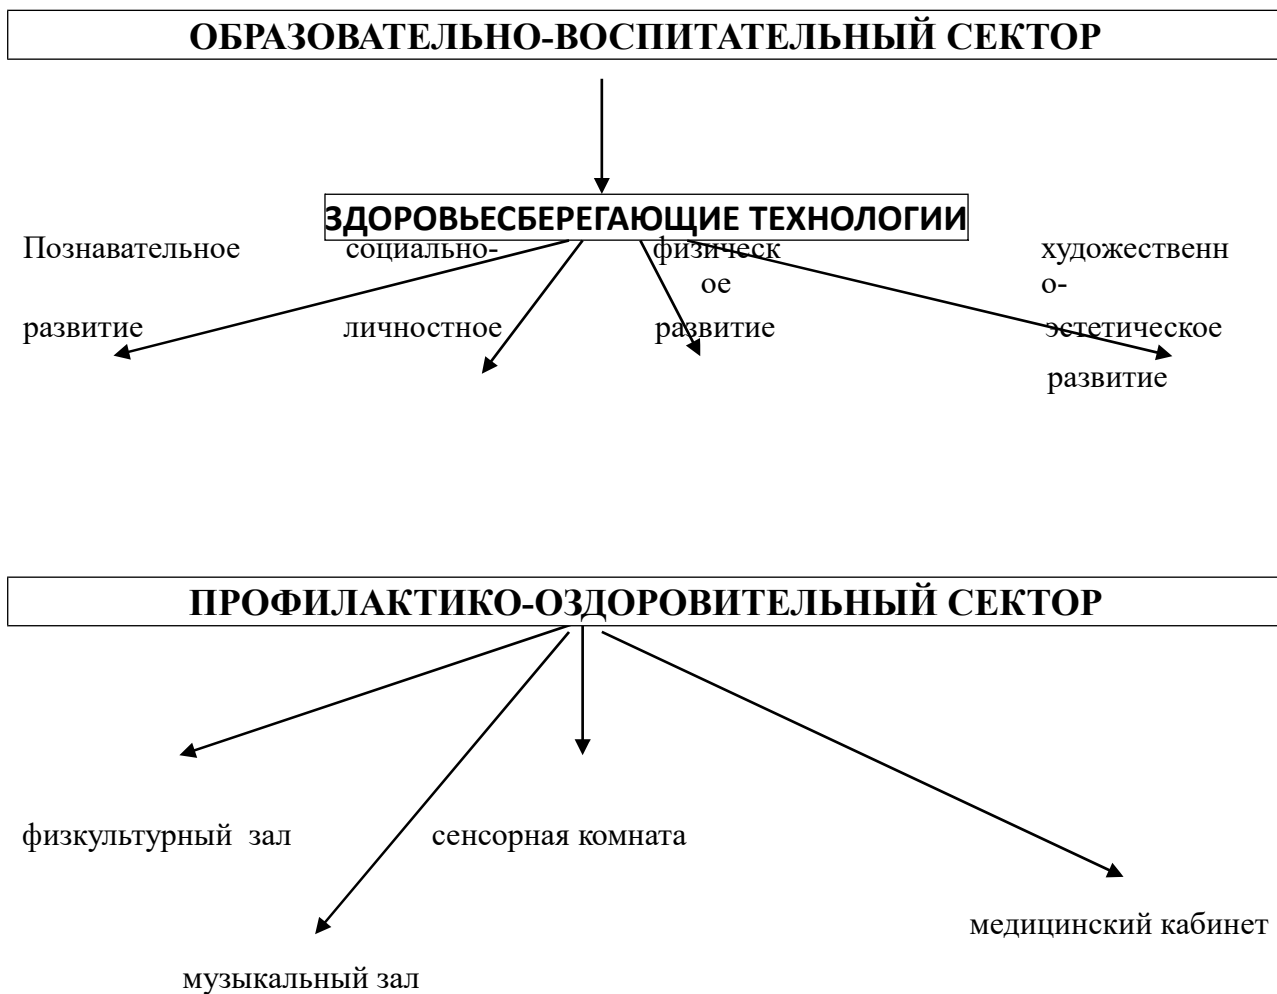 ОБРАЗОВАТЕЛЬНО-ВОСПИТАТЕЛЬНЫЙ СЕКТОР
ЗДОРОВЬЕСБЕРЕГАЮЩИЕ ТЕХНОЛОГИИ
Познавательное
развитие
социально-
личностное
физическ
ое
развитие
художественн
о-
эстетическое
развитие
ПРОФИЛАКТИКО-ОЗДОРОВИТЕЛЬНЫЙ СЕКТОР
физкультурный зал
сенсорная комната
медицинский кабинет
музыкальный зал